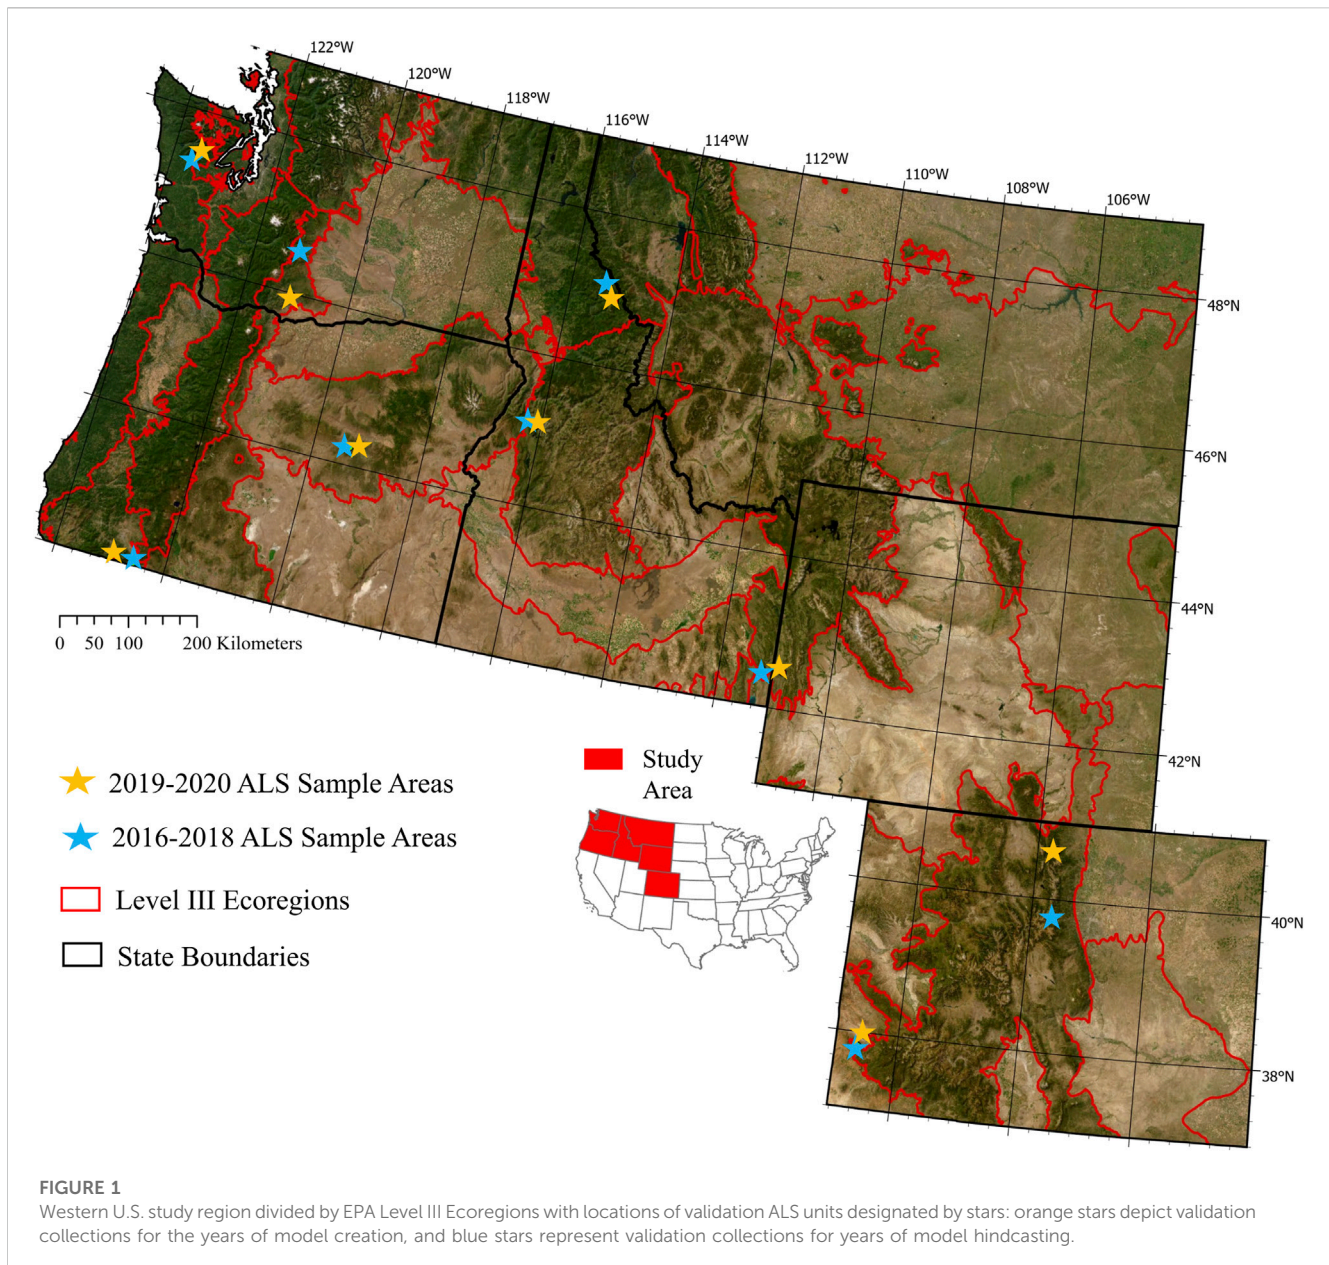 122°W
120°W
118°W
116°W
114°W
112°W
110°W
108°W
106°W
48°N
46°N
44°N
42°N
40°N
38°N
0 50 100 200 Kilometers
2019-2020 ALS Sample Areas
2016-2018 ALS Sample Areas
Level III Ecoregions
State Boundaries
Study
Area
FIGURE 1
Western U.S. study region divided by EPA Level III Ecoregions with locations of validation ALS units designated by stars: orange stars depict validation
collections for the years of model creation, and blue stars represent validation collections for years of model hindcasting.